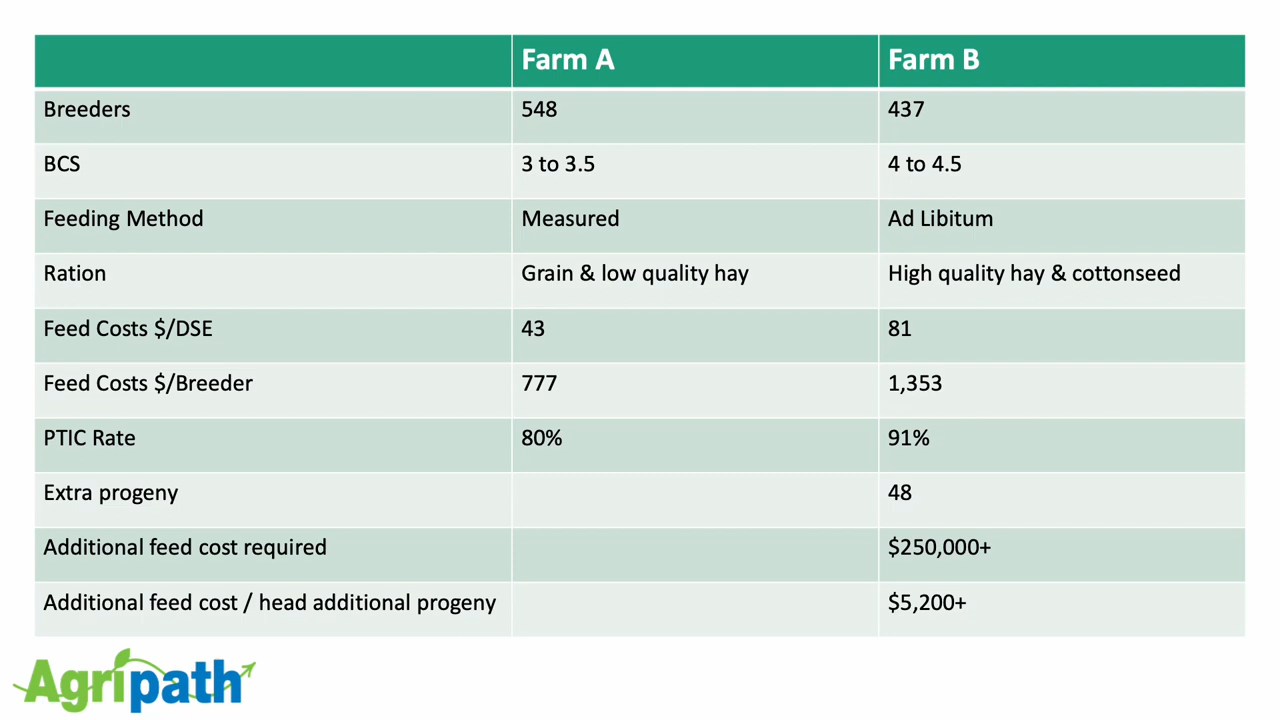 Farm A Farm B
Breeders 548 437
BCS 3 to 3.5 4 to 4.5
Feeding Method Measured Ad Libitum
Ration Grain & low quality hay High quality hay & cottonseed
Feed Costs $/DSE 43 81
Feed Costs $/Breeder 777 1,353
PTIC Rate 80% 91%
Extra progeny 48
Additional feed cost required $250,000+
Additional feed cost / head additional progeny $5,200+
Agripath